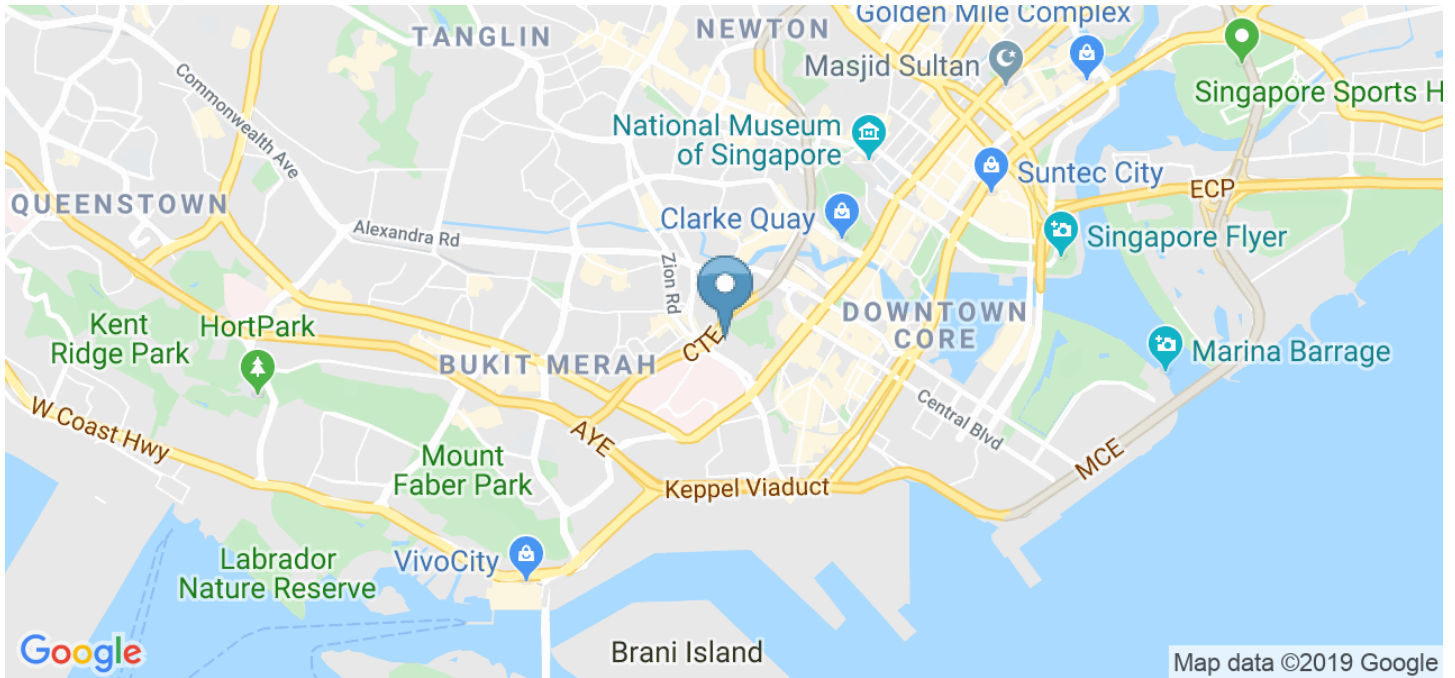 Golden Mile Complex
TANGLIN
NEWTON
Masjid Sultan
Commonwealth Ave
Singapore Sports H
National Museum
of Singapore
Suntec City
ECP
QUEENSTOWN
Clarke Quay
Alexandra Rd
Singapore Flyer
Zion Rd
DOWNTOWN
CORE
Kent
Ridge Park
HortPark
CTE
BUKIT MERAH
Marina Barrage
W Coast Hwy
Central Blvd
AYE
Mount
Faber Park
MCE
Keppel Viaduct
VivoCity
Labrador
Nature Reserve
Brani Island
Google
Map data ©2019 Google